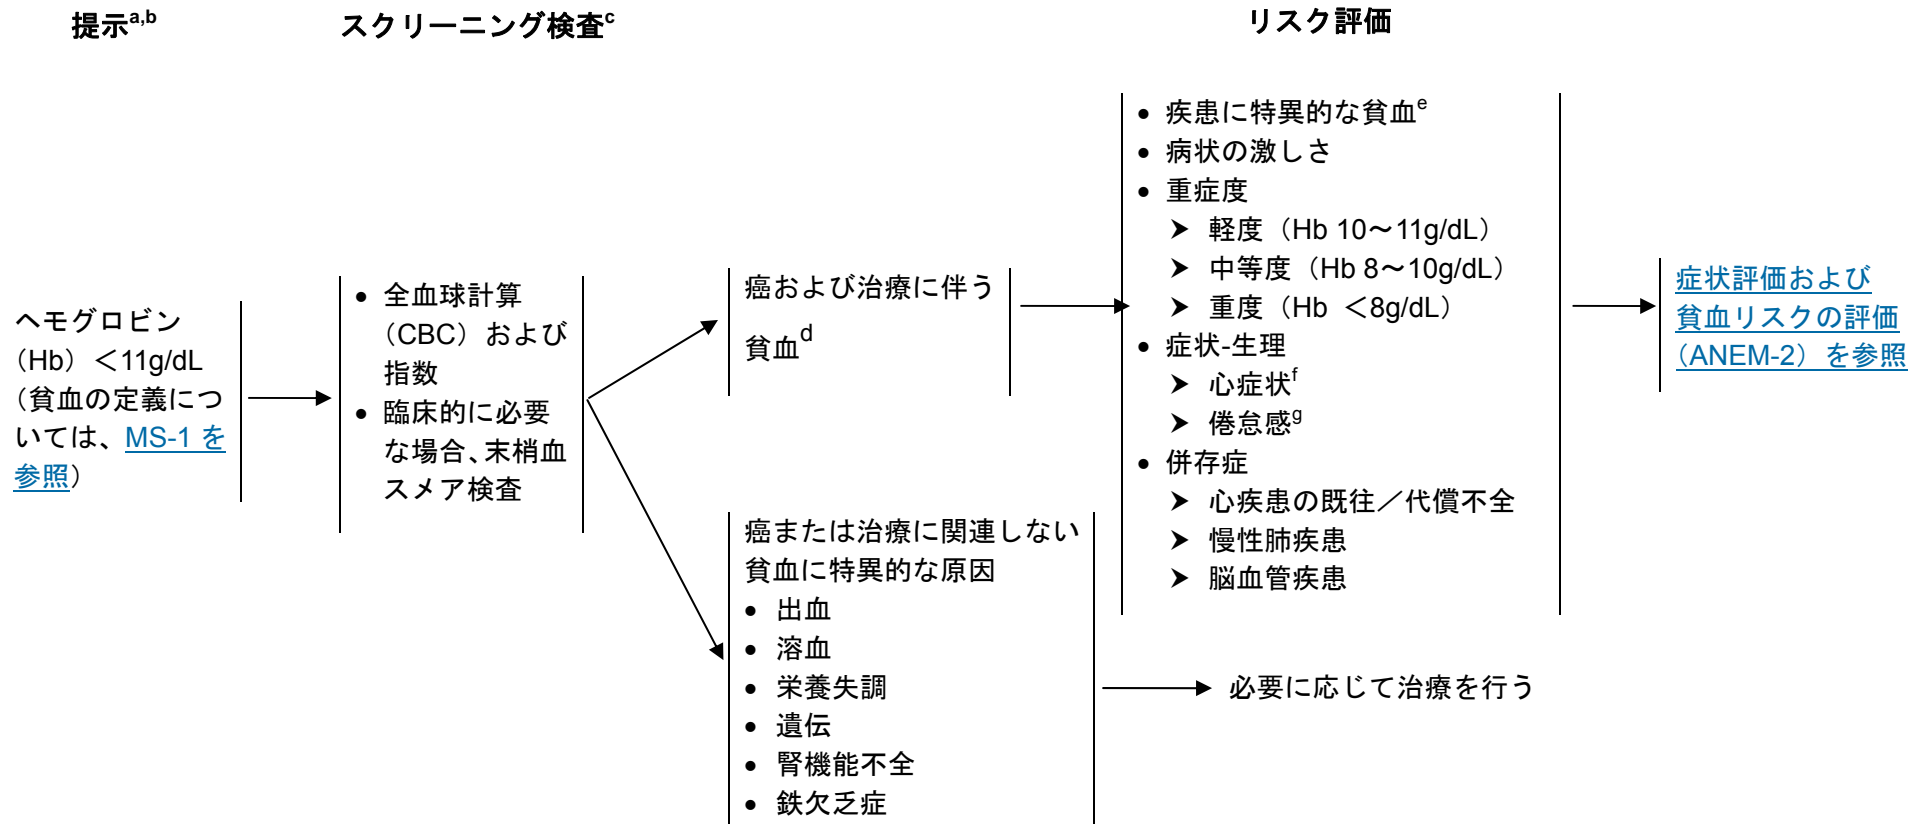 提示a,b
スクリーニング検査c
リスク評価
ヘモグロビン
（Hb）＜11g/dL
（貧血の定義につ
いては、MS-1 を
参照）
• 全血球計算
（CBC）および
指数
• 臨床的に必要
な場合、末梢血
スメア検査
癌および治療に伴う
貧血d
癌または治療に関連しない
貧血に特異的な原因
• 出血
• 溶血
• 栄養失調
• 遺伝
• 腎機能不全
• 鉄欠乏症
• 疾患に特異的な貧血e
• 病状の激しさ
• 重症度
➤ 軽度（Hb 10～11g/dL）
➤ 中等度（Hb 8～10g/dL）
➤ 重度（Hb ＜8g/dL）
• 症状-生理
➤ 心症状f
➤ 倦怠感g
• 併存症
➤ 心疾患の既往／代償不全
➤ 慢性肺疾患
➤ 脳血管疾患
必要に応じて治療を行う
症状評価および
貧血リスクの評価
（ANEM-2）を参照